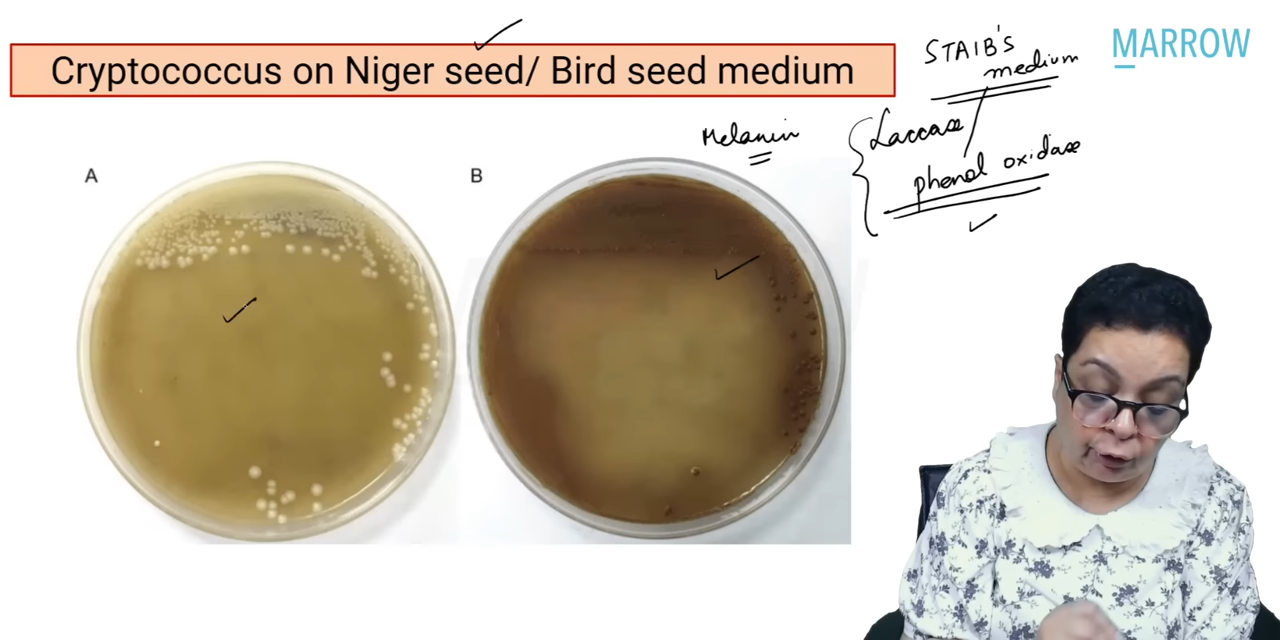 Cryptococcus on Niger seed/ Bird seed medium
STAIB's
medium
MARROW
Melanin
Laccase
phenol oxidase
A
B